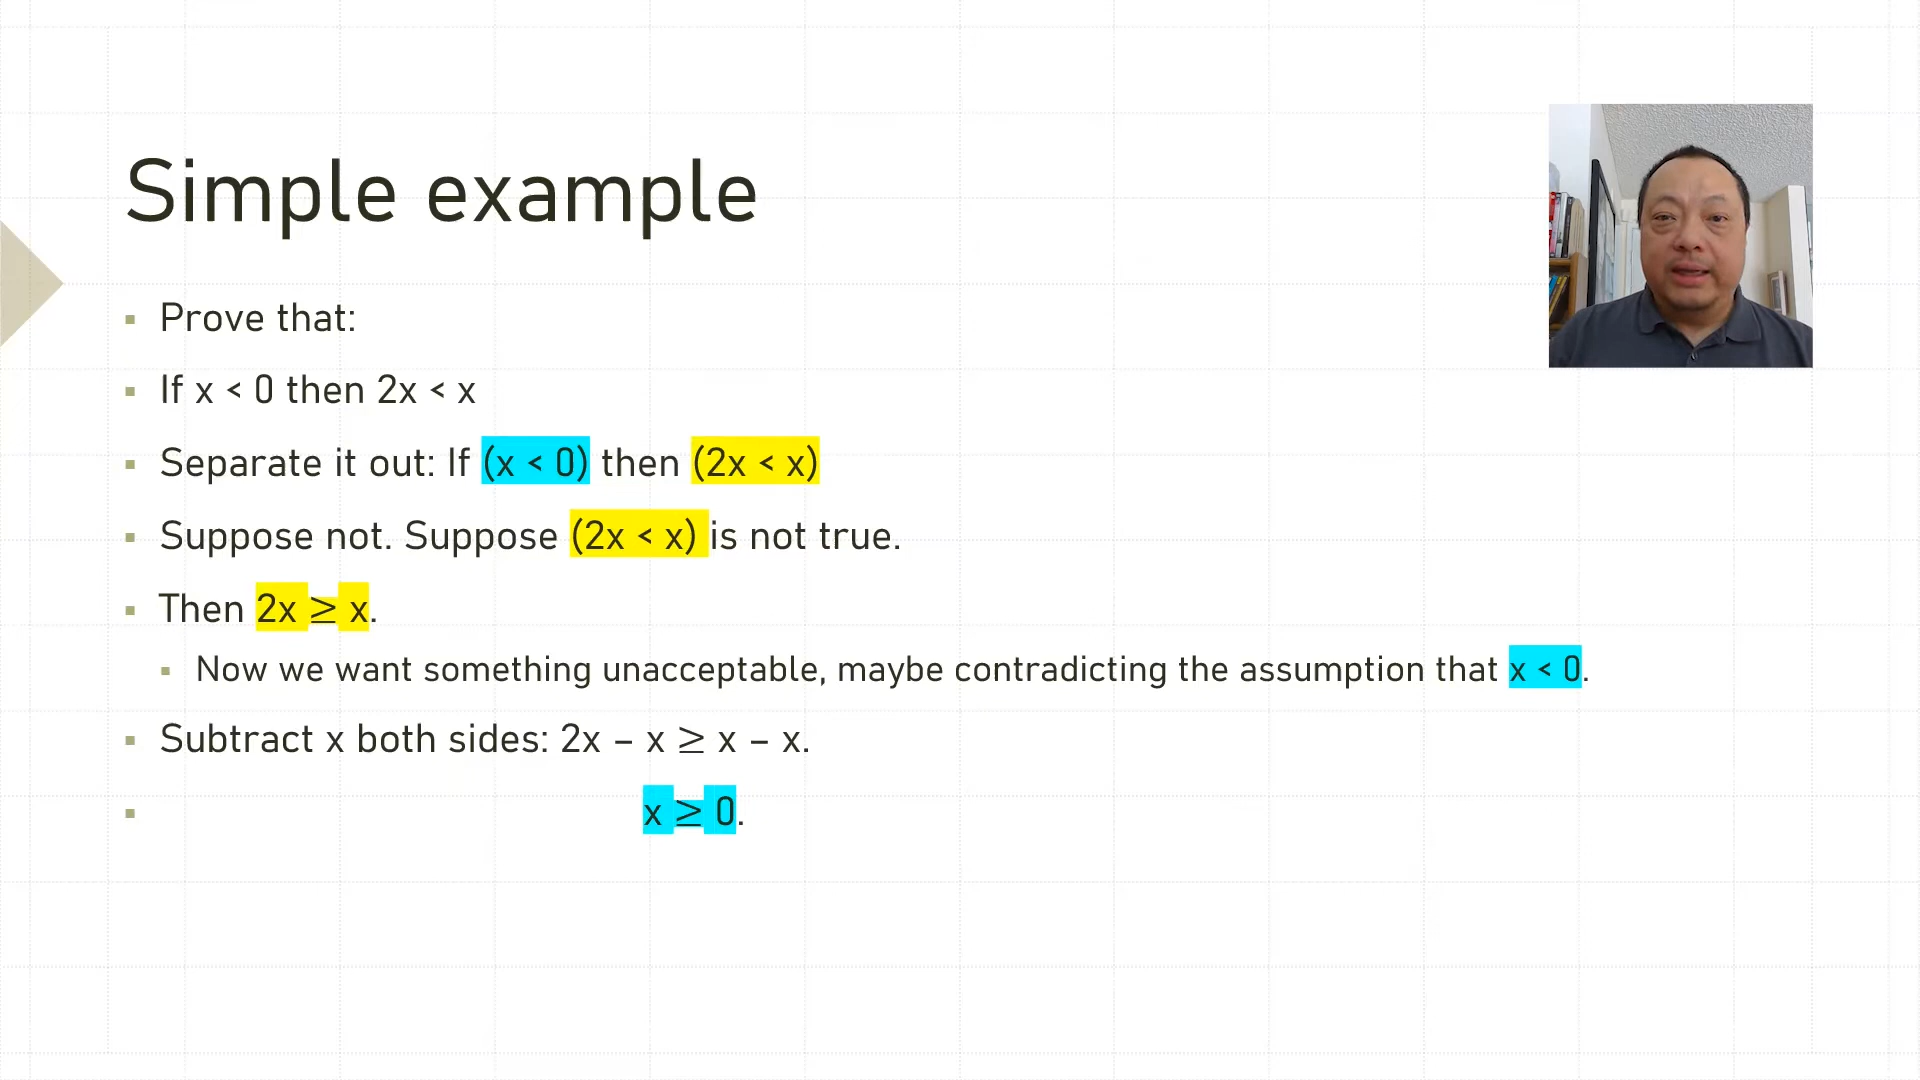 Simple example
Prove that:
If x < 0 then 2x < x
Separate it out: If (x < 0) then (2x < x)
Suppose not. Suppose (2x < x) is not true.
Then 2x ≥ x.
Now we want something unacceptable, maybe contradicting the assumption that x < 0.
Subtract x both sides: 2x – x ≥ x – x.
x ≥ 0.